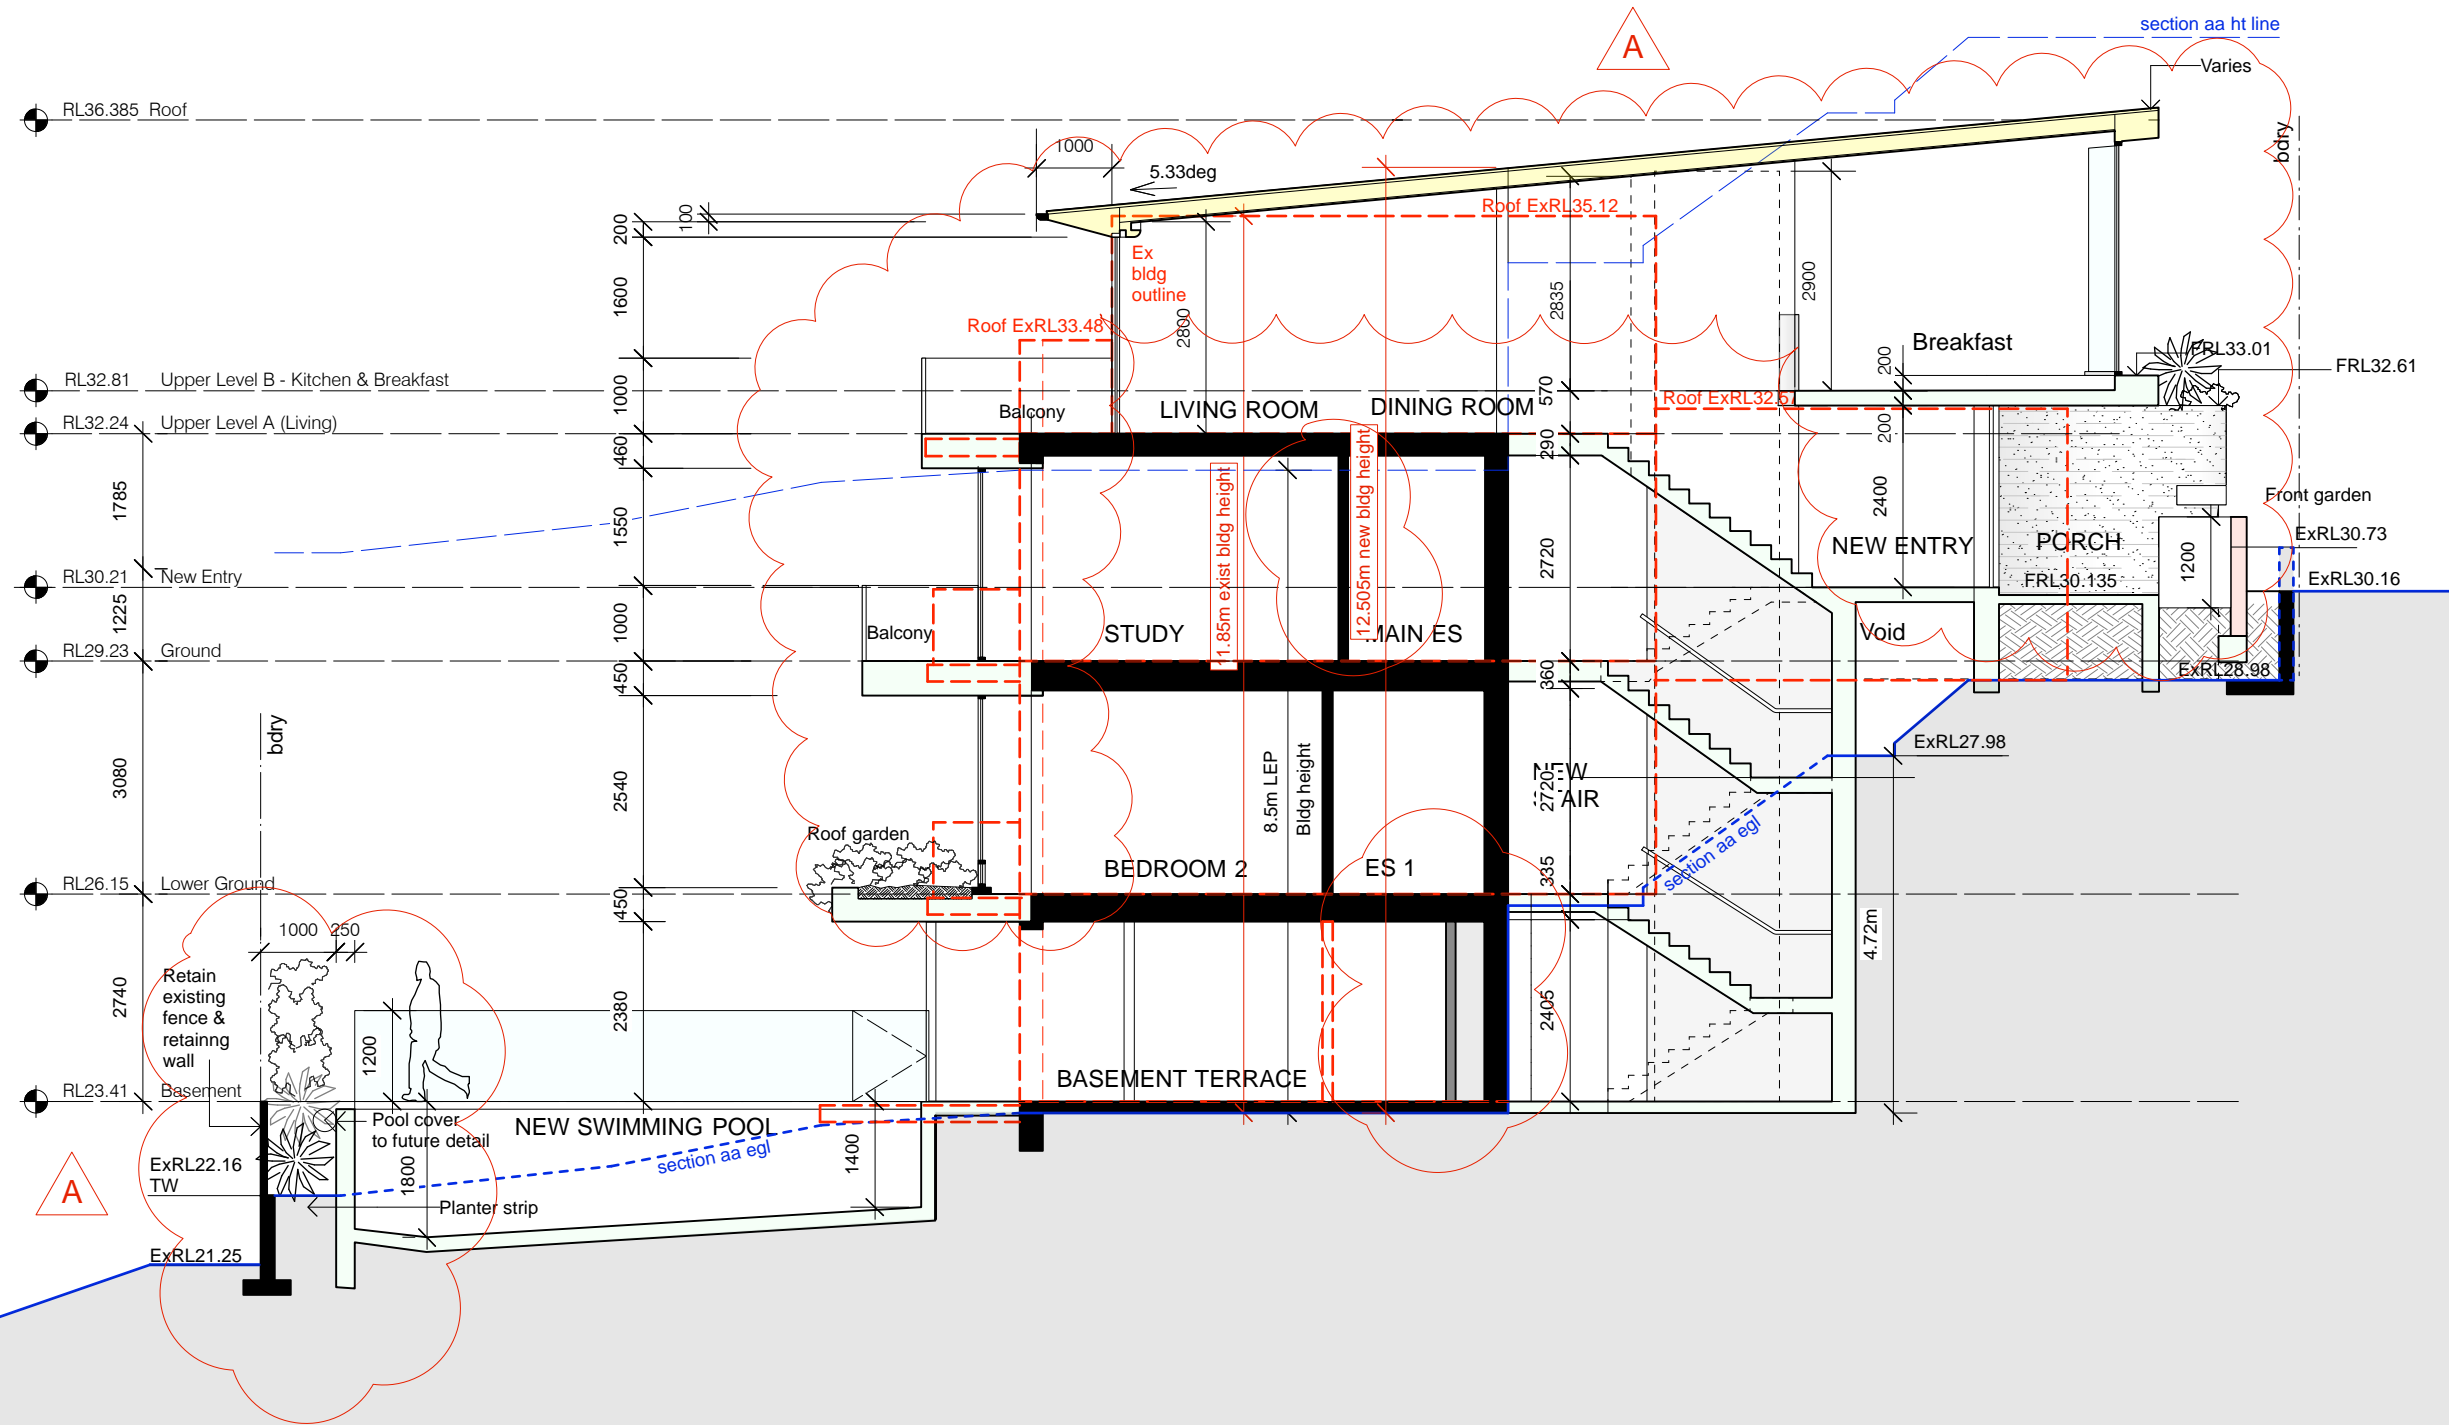 section aa ht line
A
Varies
RL36.385 Roof
bdry
1000
5.33deg
200
100
Roof ExRL35.12
Ex
bldg
outline
1600
2800
2835
2900
Roof ExRL33.48
Breakfast
200
FRL33.01
FRL32.61
RL32.81 Upper Level B - Kitchen & Breakfast
1000
Balcony
LIVING ROOM
DINING ROOM
570
Roof ExRL32.57
RL32.24 Upper Level A (Living)
460
290
200
1785
1550
11.85m exist bldg height
12.505m new bldg height
2720
2400
Front garden
NEW ENTRY
PORCH
1200
ExRL30.73
RL30.21 New Entry
FRL30.135
ExRL30.16
1225
1000
Balcony
STUDY
MAIN ES
Void
RL29.23 Ground
450
360
ExRL28.98
bdry
3080
2540
8.5m LEP
Bldg height
NEW
2720
AIR
ExRL27.98
Roof garden
BEDROOM 2
ES 1
section aa egl
RL26.15 Lower Ground
450
335
1000
250
4.72m
Retain
existing
fence &
retainng
wall
2740
1200
2380
2405
RL23.41 Basement
BASEMENT TERRACE
Pool cover
to future detail
NEW SWIMMING POOL
section aa egl
1400
1800
ExRL22.16
TW
A
Planter strip
ExRL21.25